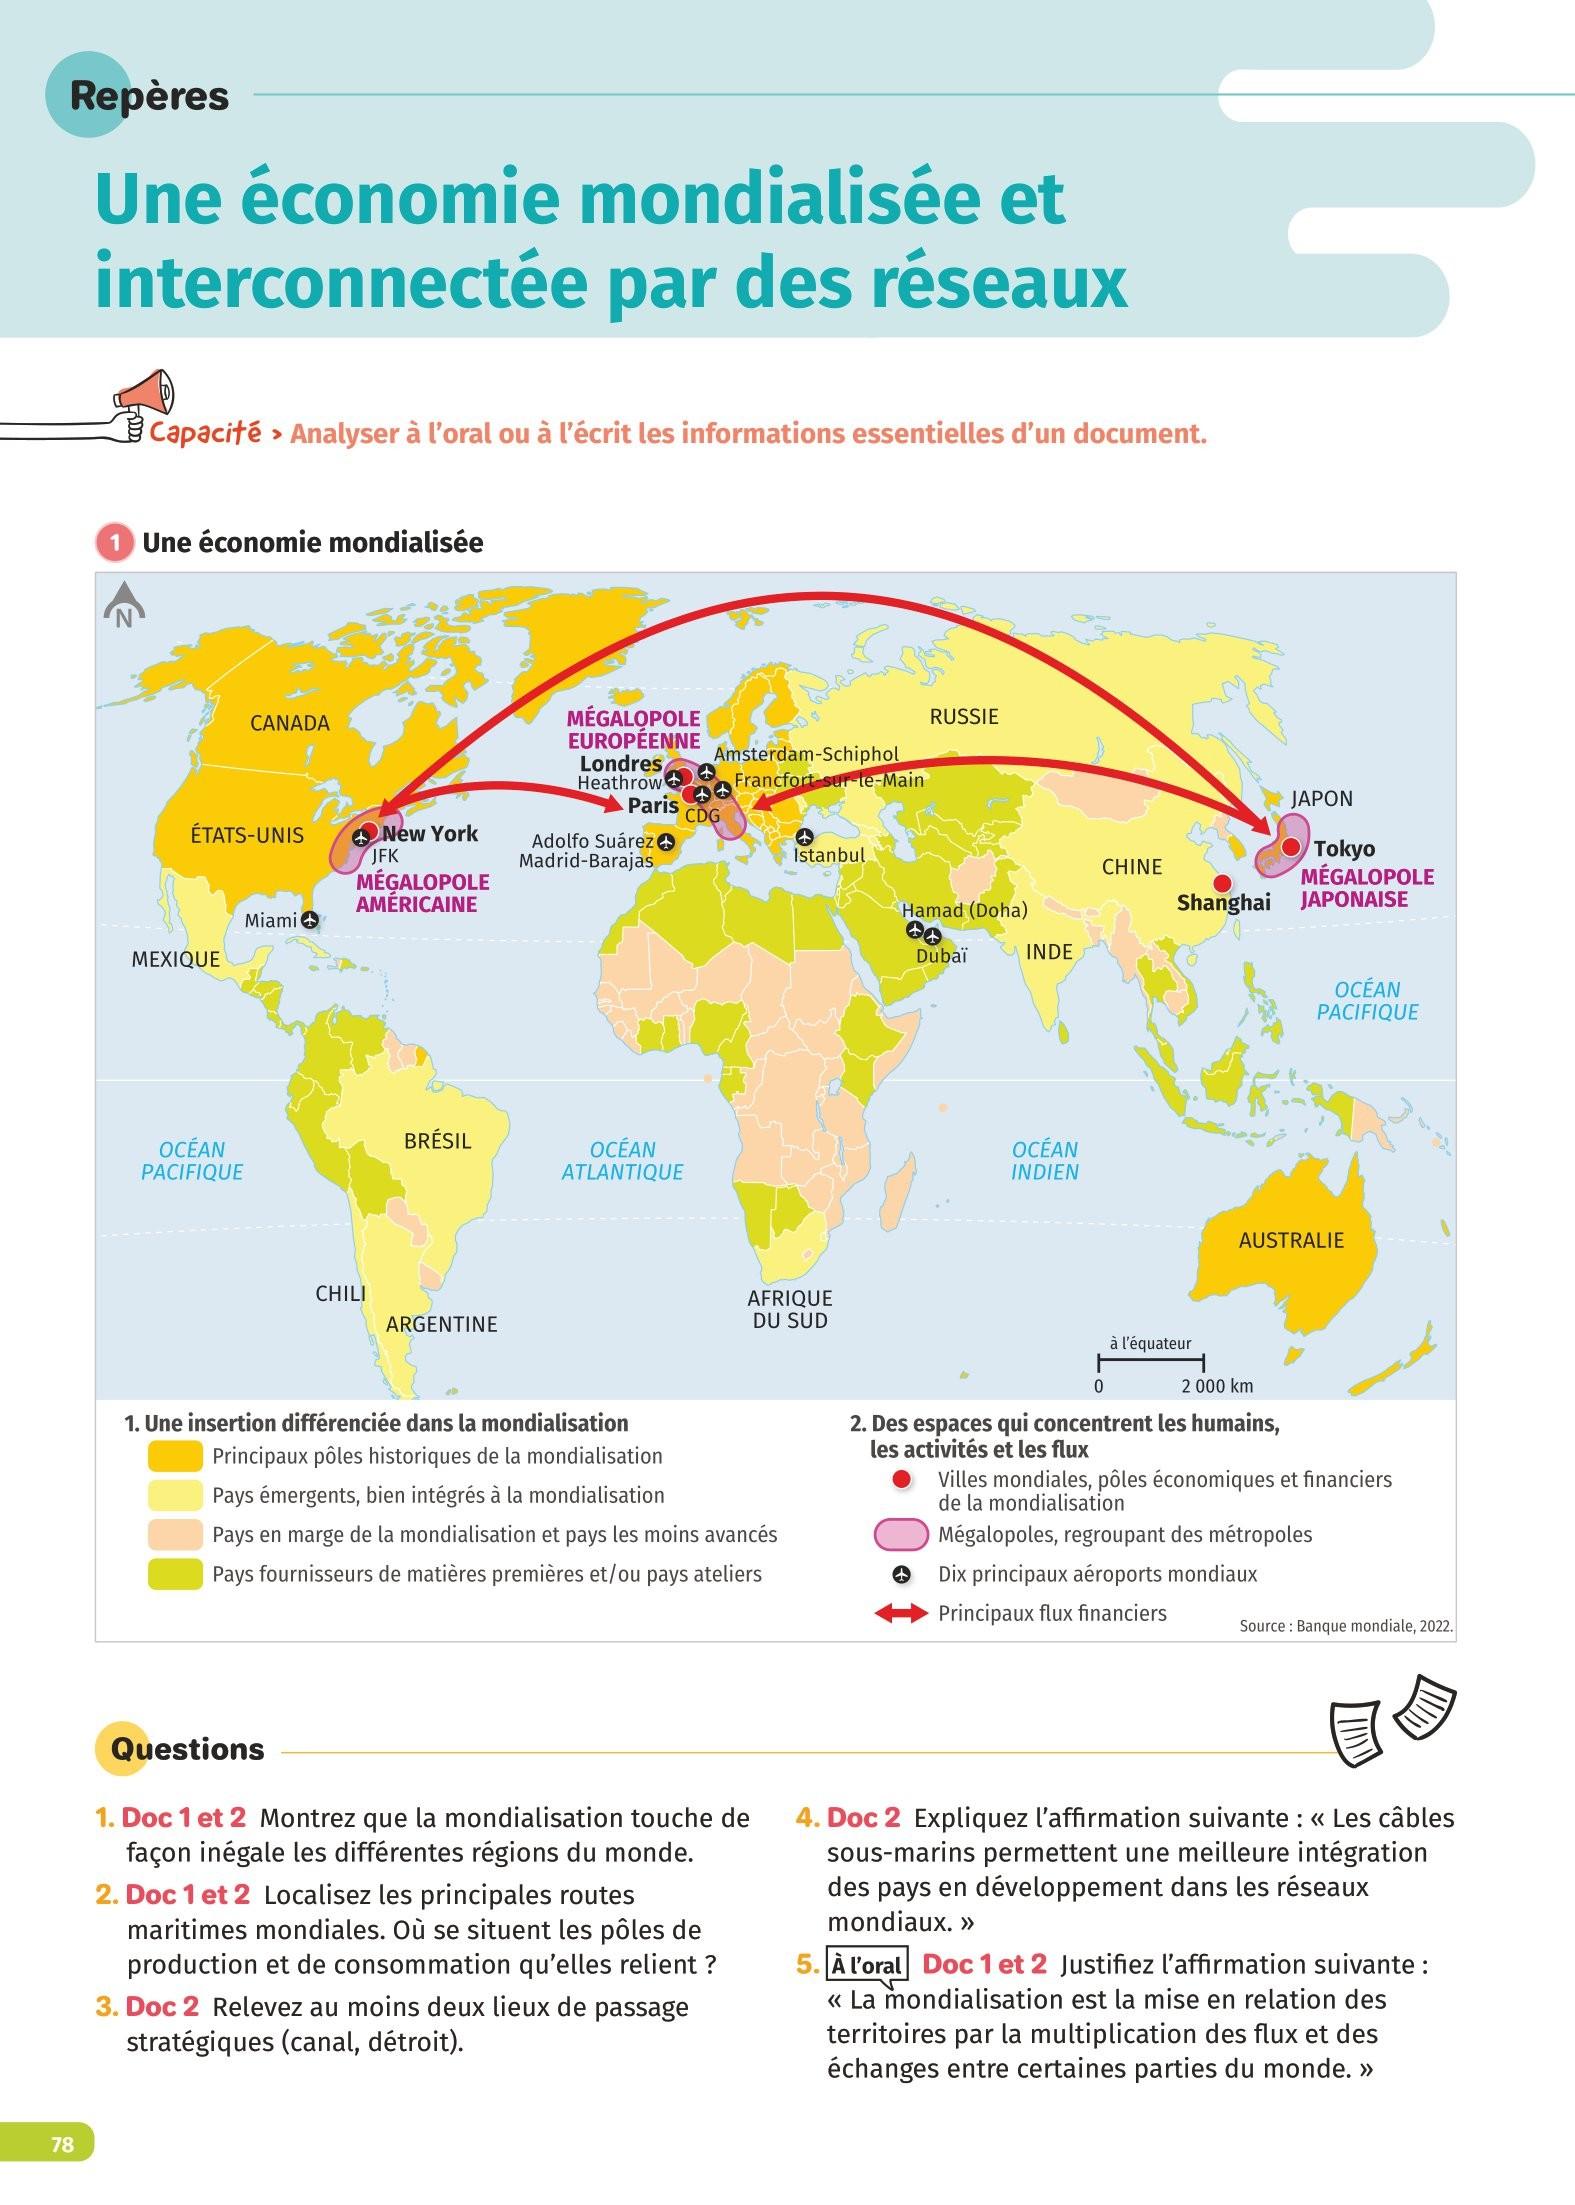 Repères
Une économie mondialisée et
interconnectée par des réseaux
Capacité > Analyser à l’oral ou à l’écrit les informations essentielles d’un document.
1 Une économie mondialisée
N
CANADA
RUSSIE
MÉGALOPOLE
EUROPÉENNE
Amsterdam-Schiphol
Londres
Heathrow
Francfort-sur-le-Main
Paris
CDG
JAPON
ÉTATS-UNIS
New York
JFK
Adolfo Suárez
Madrid-Barajas
Istanbul
CHINE
Tokyo
MÉGALOPOLE
AMÉRICAINE
MÉGALOPOLE
JAPONAISE
Shanghai
Miami
Hamad (Doha)
Dubaï
MEXIQUE
INDE
OCÉAN
PACIFIQUE
BRÉSIL
OCÉAN
PACIFIQUE
OCÉAN
ATLANTIQUE
OCÉAN
INDIEN
AUSTRALIE
CHILI
ARGENTINE
AFRIQUE
DU SUD
à l’équateur
0 2 000 km
1. Une insertion différenciée dans la mondialisation
Principaux pôles historiques de la mondialisation
Pays émergents, bien intégrés à la mondialisation
Pays en marge de la mondialisation et pays les moins avancés
Pays fournisseurs de matières premières et/ou pays ateliers
2. Des espaces qui concentrent les humains,
les activités et les flux
Villes mondiales, pôles économiques et financiers
de la mondialisation
Mégalopoles, regroupant des métropoles
Dix principaux aéroports mondiaux
Principaux flux financiers
Source : Banque mondiale, 2022.
Questions
1. Doc 1 et 2 Montrez que la mondialisation touche de
façon inégale les différentes régions du monde.
2. Doc 1 et 2 Localisez les principales routes
maritimes mondiales. Où se situent les pôles de
production et de consommation qu’elles relient ?
3. Doc 2 Relevez au moins deux lieux de passage
stratégiques (canal, détroit).
4. Doc 2 Expliquez l’affirmation suivante : « Les câbles
sous-marins permettent une meilleure intégration
des pays en développement dans les réseaux
mondiaux. »
5. À l’oral Doc 1 et 2 Justifiez l’affirmation suivante :
« La mondialisation est la mise en relation des
territoires par la multiplication des flux et des
échanges entre certaines parties du monde. »
78